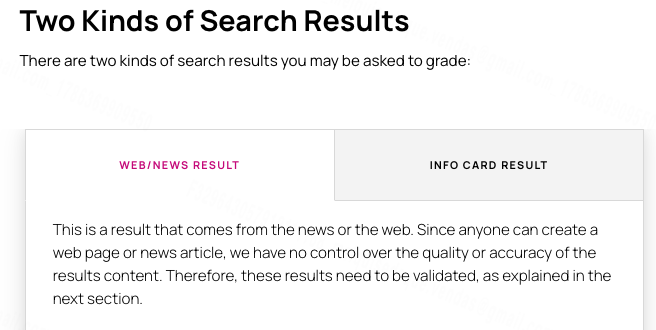 Two Kinds of Search Results
There are two kinds of search results you may be asked to grade:
WEB/NEWS RESULT
INFO CARD RESULT
This is a result that comes from the news or the web. Since anyone can create a
web page or news article, we have no control over the quality or accuracy of the
results content. Therefore, these results need to be validated, as explained in the
next section.